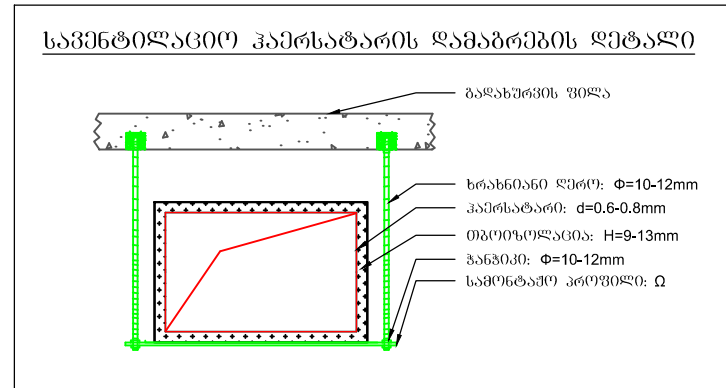 სავენტილაციო ჰაერსატარის დამაგრების დეტალი
გადახურვის ფილა
ხრახნიანი ღერო: Φ=10-12mm
ჰაერსატარი: d=0.6-0.8mm
თბოიზოლაცია: H=9-13mm
ჭანჭიკი: Φ=10-12mm
სამონტაჟო პროფილი: Ω